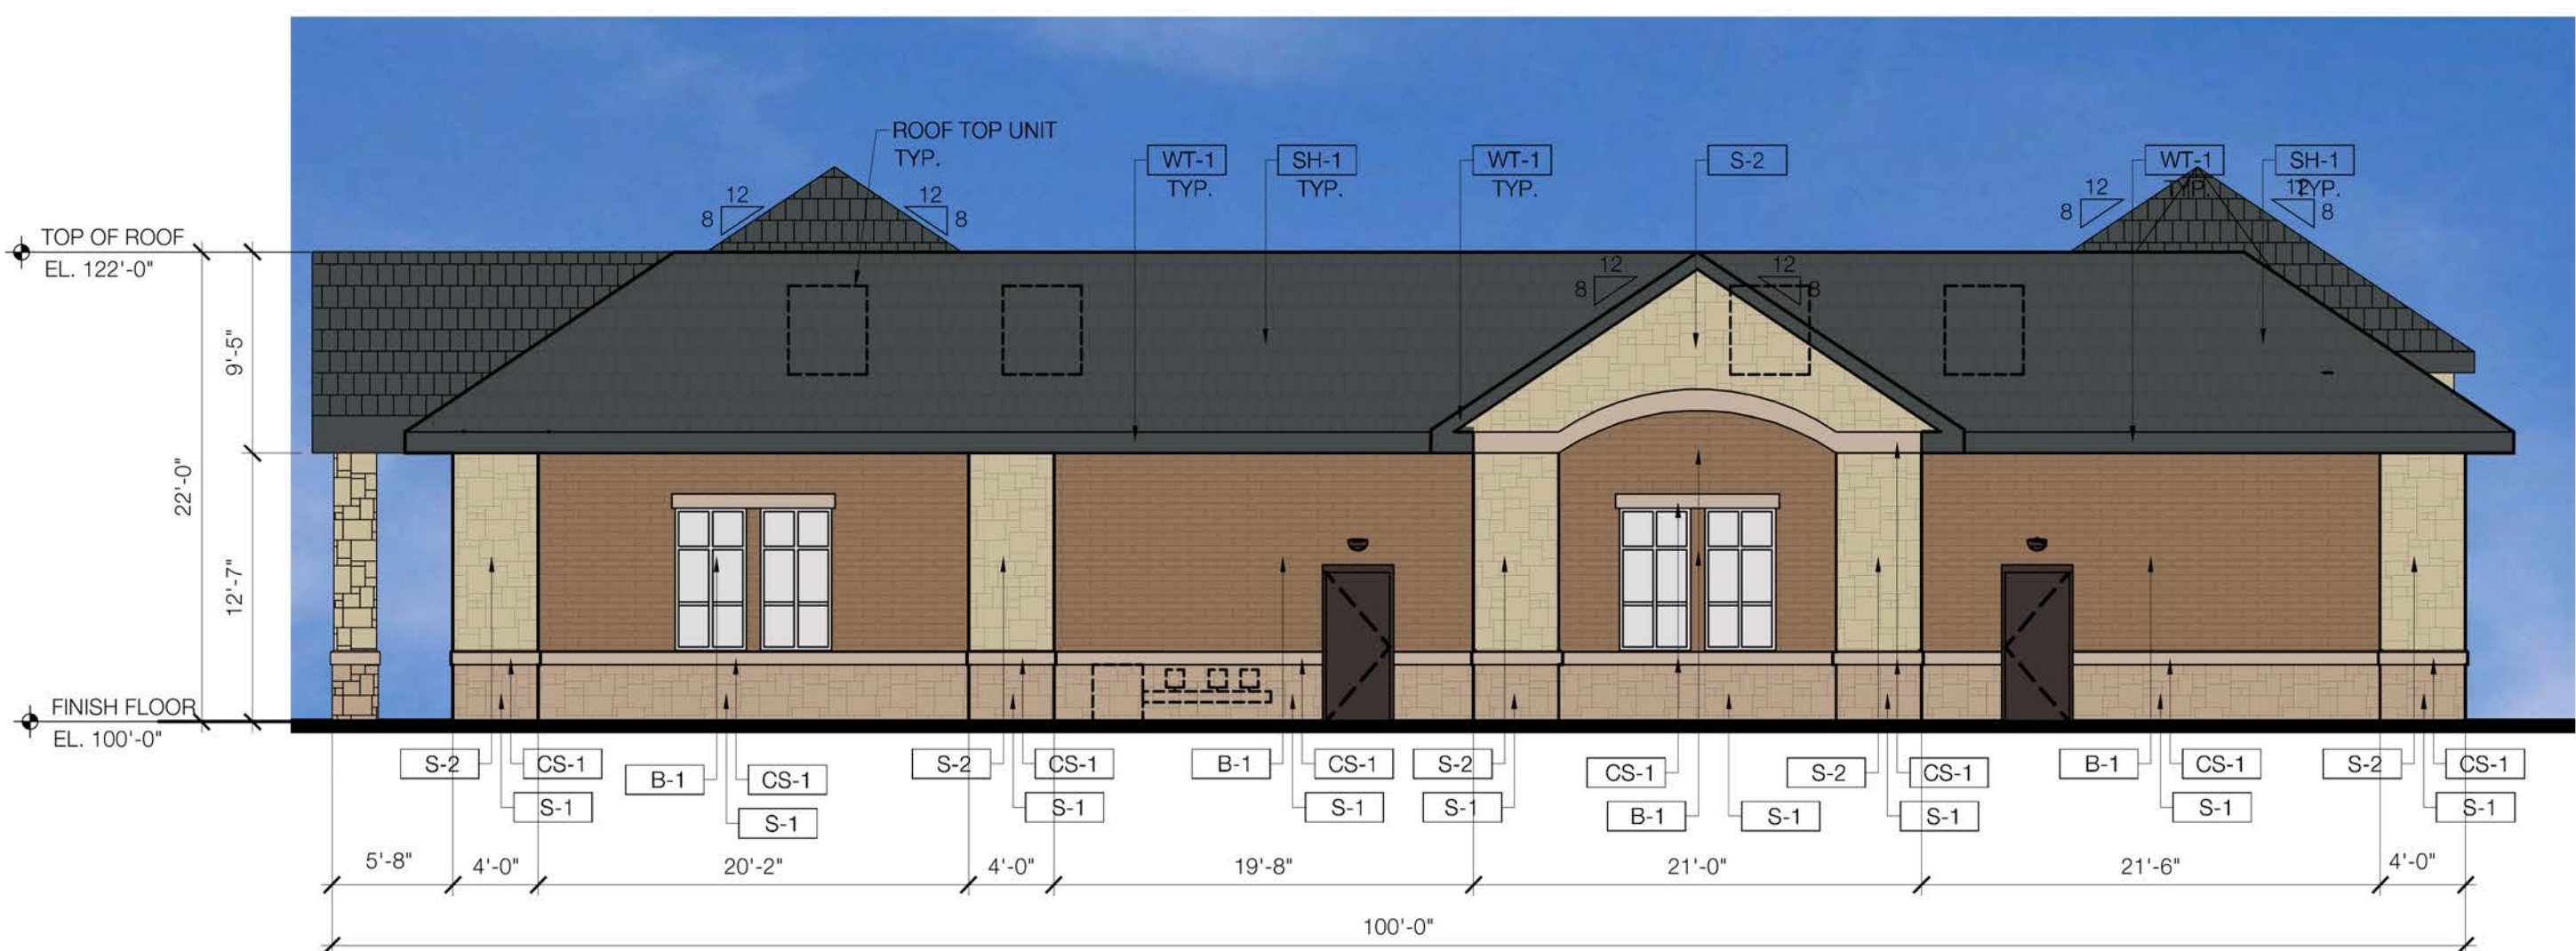 ROOF TOP UNIT
TYP.
WT-1
TYP.
SH-1
TYP.
WT-1
TYP.
S-2
WT-1
TYP.
SH-1
TYP.
12
8
12
8
12
8
12
8
12
8
12
8
TOP OF ROOF
EL. 122'-0"
9'-5"
22'-0"
12'-7"
FINISH FLOOR
EL. 100'-0"
S-2
CS-1
S-1
B-1
CS-1
S-1
S-2
CS-1
S-1
B-1
CS-1
S-1
S-2
S-1
CS-1
B-1
S-1
S-2
CS-1
S-1
B-1
CS-1
S-1
S-2
CS-1
S-1
5'-8"
4'-0"
20'-2"
4'-0"
19'-8"
21'-0"
21'-6"
4'-0"
100'-0"